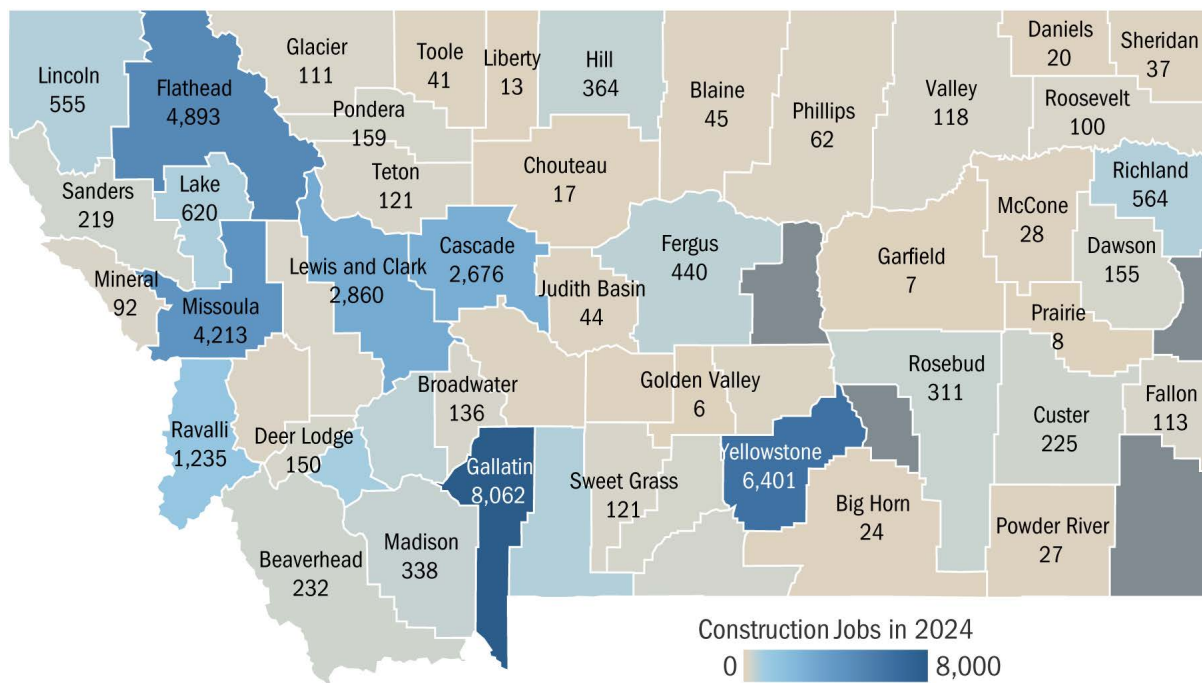 Lincoln
555
Flathead
4,893
Glacier
111
Toole
41
Liberty
13
Hill
364
Blaine
45
Phillips
62
Valley
118
Daniels
20
Sheridan
37
Roosevelt
100
Pondera
159
Teton
121
Chouteau
17
Richland
564
Sanders
219
Lake
620
McCone
28
Dawson
155
Mineral
92
Missoula
4,213
Lewis and Clark
2,860
Cascade
2,676
Judith Basin
44
Fergus
440
Garfield
7
Prairie
8
Ravalli
1,235
Deer Lodge
150
Broadwater
136
Golden Valley
6
Rosebud
311
Custer
225
Fallon
113
Gallatin
8,062
Sweet Grass
121
Yellowstone
6,401
Big Horn
24
Powder River
27
Beaverhead
232
Madison
338
Construction Jobs in 2024
0 8,000